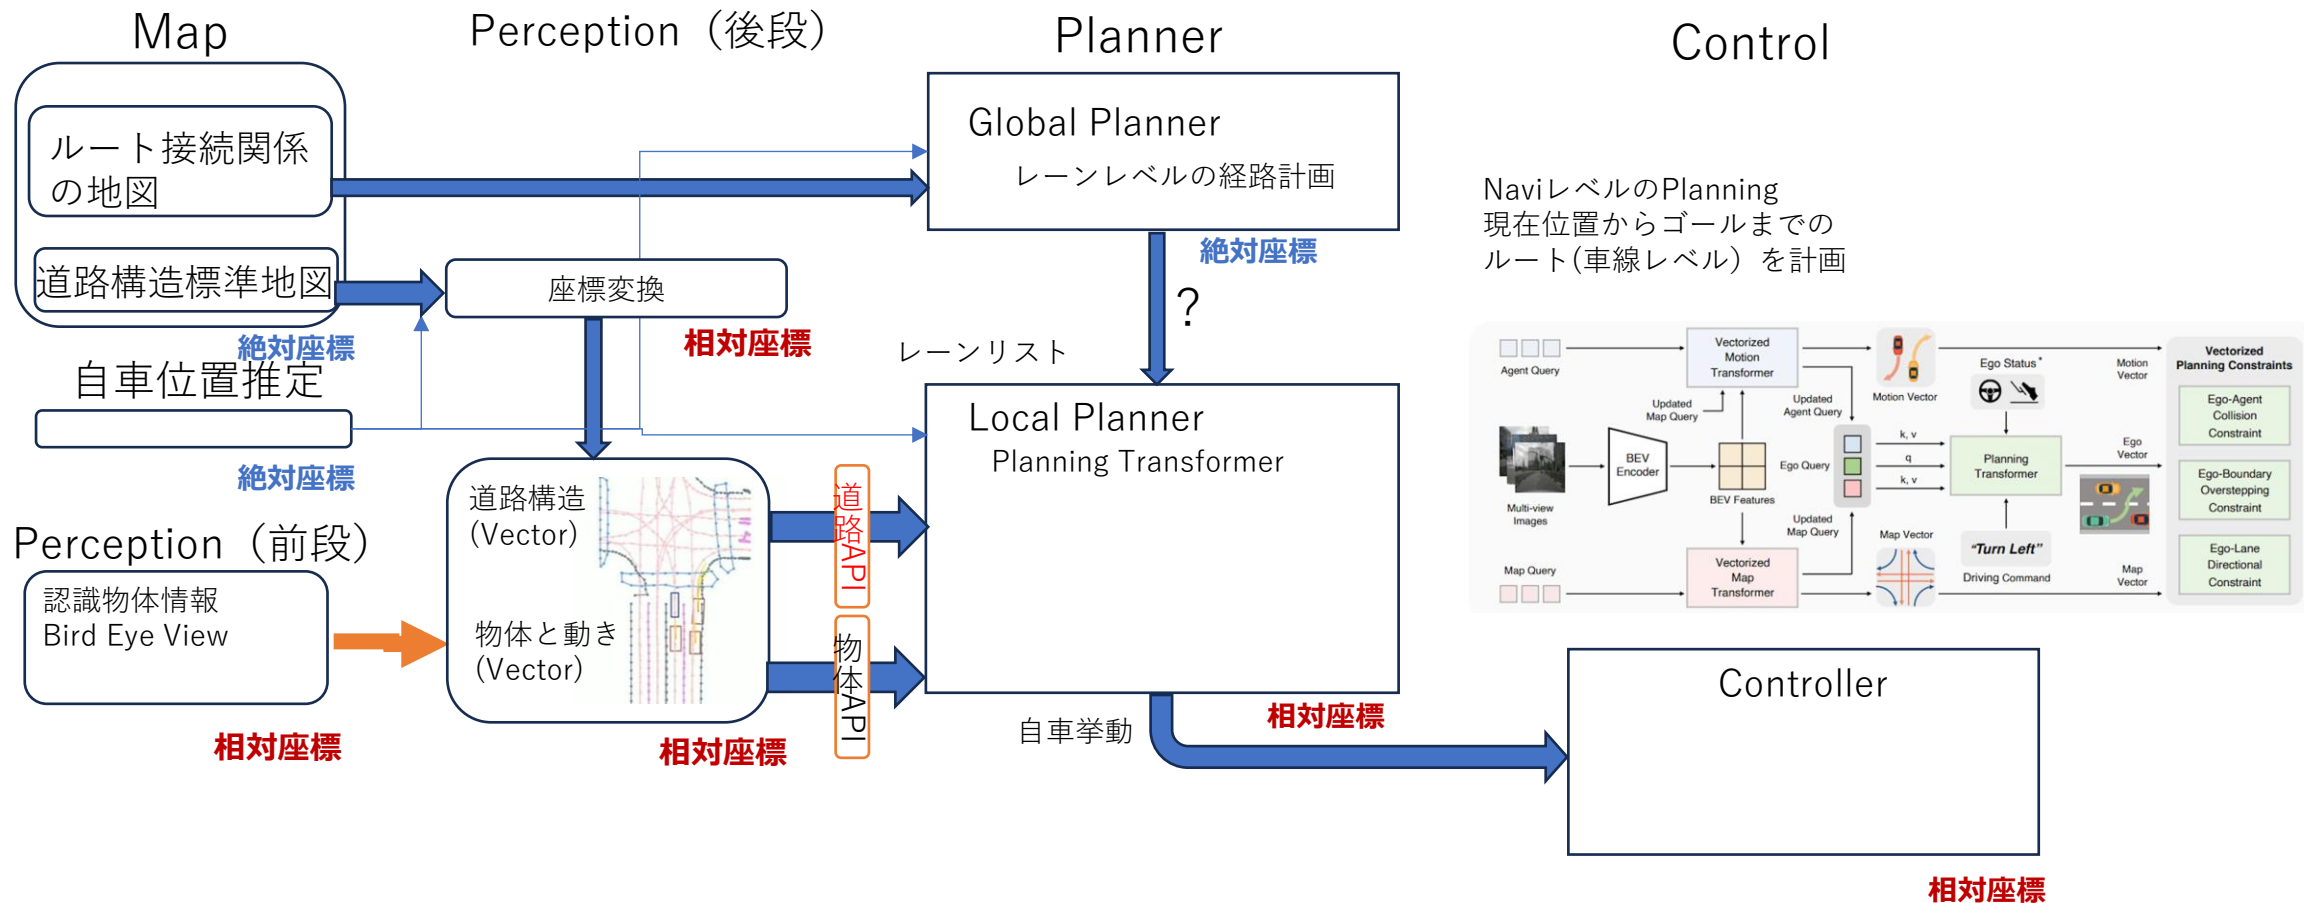 Map
Perception（後段）
Planner
Control
ルート接続関係
の地図
道路構造標準地図
絶対座標
自車位置推定
絶対座標
Perception（前段）
認識物体情報
Bird Eye View
相対座標
座標変換
相対座標
道路構造
(Vector)
物体と動き
(Vector)
相対座標
道路API
物体API
Global Planner
レーンレベルの経路計画
絶対座標
?
レーンリスト
Local Planner
Planning Transformer
相対座標
自車挙動
NaviレベルのPlanning
現在位置からゴールまでの
ルート(車線レベル）を計画
Agent Query
Vectorized
Motion
Transformer
Motion Vector
Ego Status*
Motion
Vector
Vectorized
Planning Constraints
Updated
Map Query
Updated
Agent Query
Ego-Agent
Collision
Constraint
Multi-view
Images
BEV
Encoder
BEV Features
Ego Query
k, v
q
k, v
Planning
Transformer
Ego
Vector
Ego-Boundary
Overstepping
Constraint
Updated
Map Query
Map Query
Vectorized
Map
Transformer
Map Vector
"Turn Left"
Driving Command
Map
Vector
Ego-Lane
Directional
Constraint
Controller
相対座標